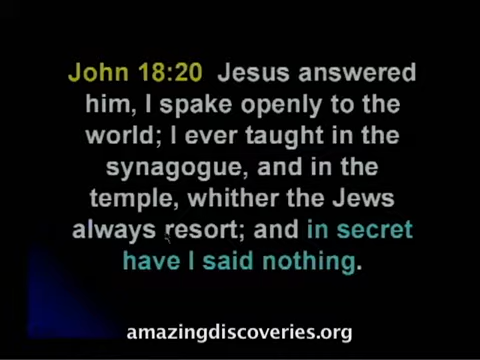 John 18:20 Jesus answered
him, I spake openly to the
world; I ever taught in the
synagogue, and in the
temple, whither the Jews
always resort; and in secret
have I said nothing.
amazingdiscoveries.org